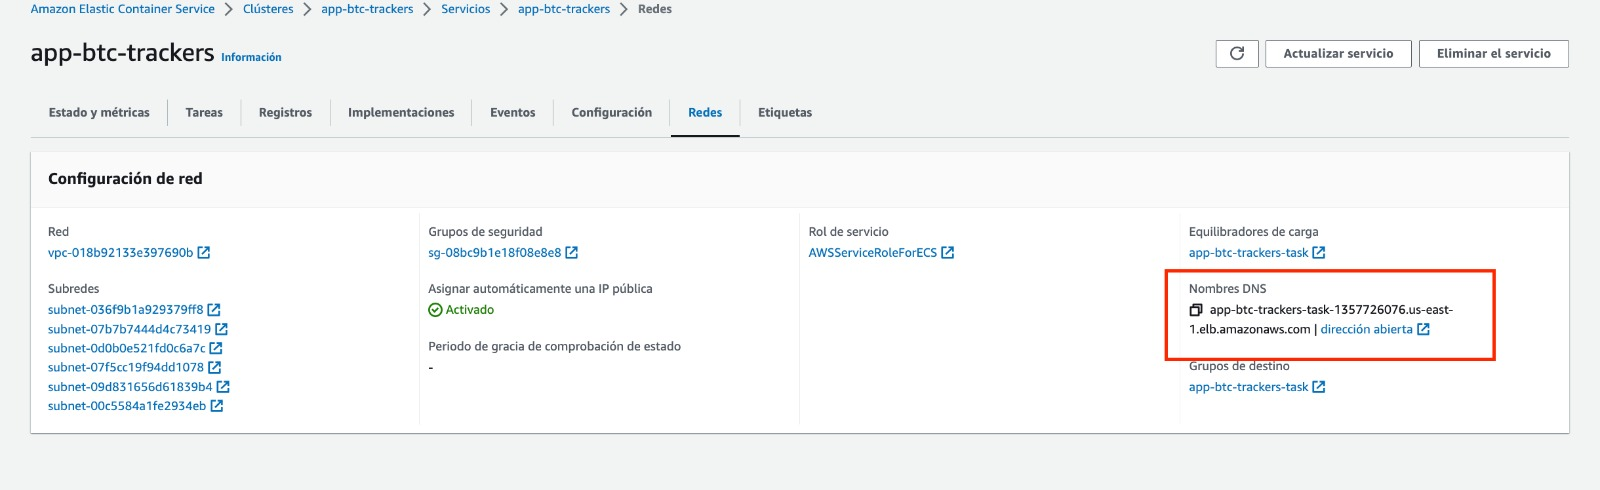 Amazon Elastic Container Service > Clústeres > app-btc-trackers > Servicios > app-btc-trackers > Redes
app-btc-trackers Información
Actualizar servicio
Eliminar el servicio
Estado y métricas
Tareas
Registros
Implementaciones
Eventos
Configuración
Redes
Etiquetas
Configuración de red
Red
vpc-018b92133e397690b
Subredes
subnet-036f9b1a929379ff8
subnet-07b7b7444d4c73419
subnet-0d0b0e521fd0c6a7c
subnet-07f5cc19f94dd1078
subnet-09d831656d61839b4
subnet-00c5584a1fe2934eb
Grupos de seguridad
sg-08bc9b1e18f08e8e8
Asignar automáticamente una IP pública
Activado
Periodo de gracia de comprobación de estado
-
Rol de servicio
AWSServiceRoleForECS
Equilibradores de carga
app-btc-trackers-task
Nombres DNS
app-btc-trackers-task-1357726076.us-east-
1.elb.amazonaws.com | dirección abierta
Grupos de destino
app-btc-trackers-task